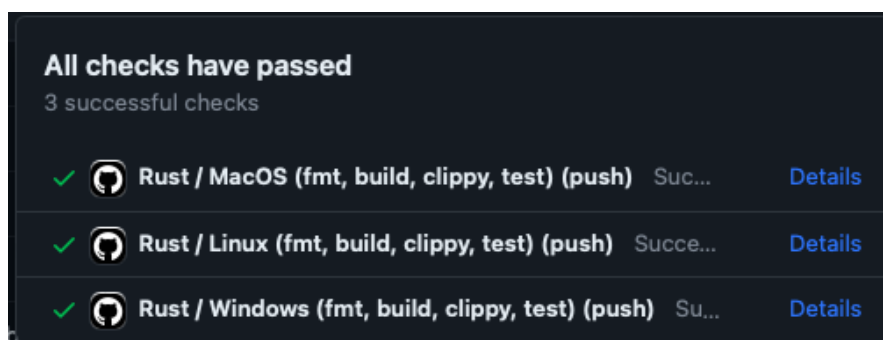 All checks have passed
3 successful checks
Rust / MacOS (fmt, build, clippy, test) (push) Suc... Details
Rust / Linux (fmt, build, clippy, test) (push) Succe... Details
Rust / Windows (fmt, build, clippy, test) (push) Su... Details